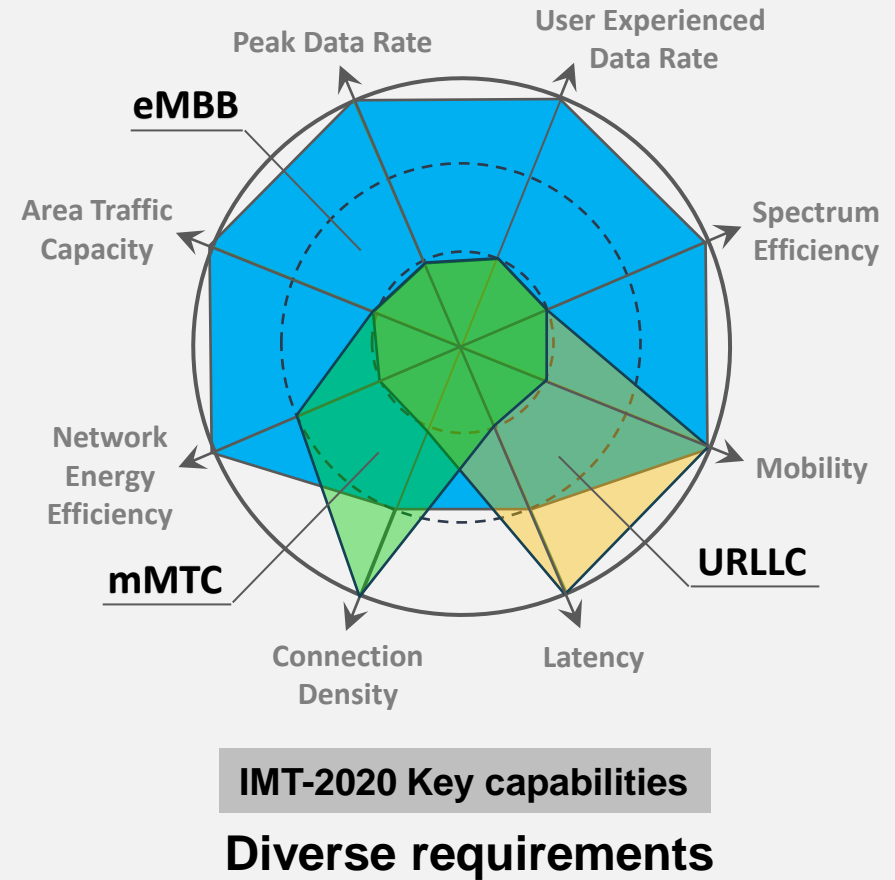 User Experienced
Data Rate
Peak Data Rate
eMBB
Area Traffic
Capacity
Spectrum
Efficiency
Network
Energy
Efficiency
Mobility
mMTC
URLLC
Connection
Density
Latency
IMT-2020 Key capabilities
Diverse requirements